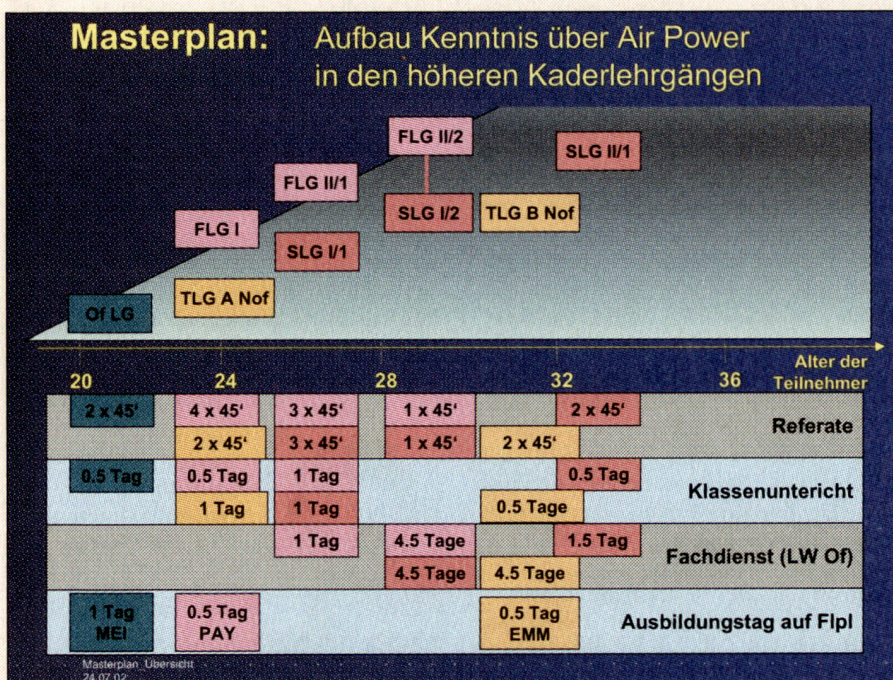 Masterplan: Aufbau Kenntnis über Air Power
in den höheren Kaderlehrgängen
FLG II/2
SLG II/1
FLG II/1
FLG I
SLG I/2
TLG B Nof
SLG I/1
TLG A Nof
Of LG
20 24 28 32 36
Alter der
Teilnehmer
2 x 45‘ 4 x 45‘ 3 x 45‘ 1 x 45‘ 2 x 45‘
Referate
2 x 45‘ 3 x 45‘ 1 x 45‘ 2 x 45‘
0.5 Tag 0.5 Tag 1 Tag 0.5 Tag
Klassenuntericht
1 Tag 1 Tag 0.5 Tage
1 Tag 4.5 Tage 1.5 Tag
Fachdienst (LW Of)
4.5 Tage 4.5 Tage
1 Tag 0.5 Tag 0.5 Tag
Ausbildungstag auf Flpl
MEI PAY EMM
Masterplan_Übersicht
24.07.02